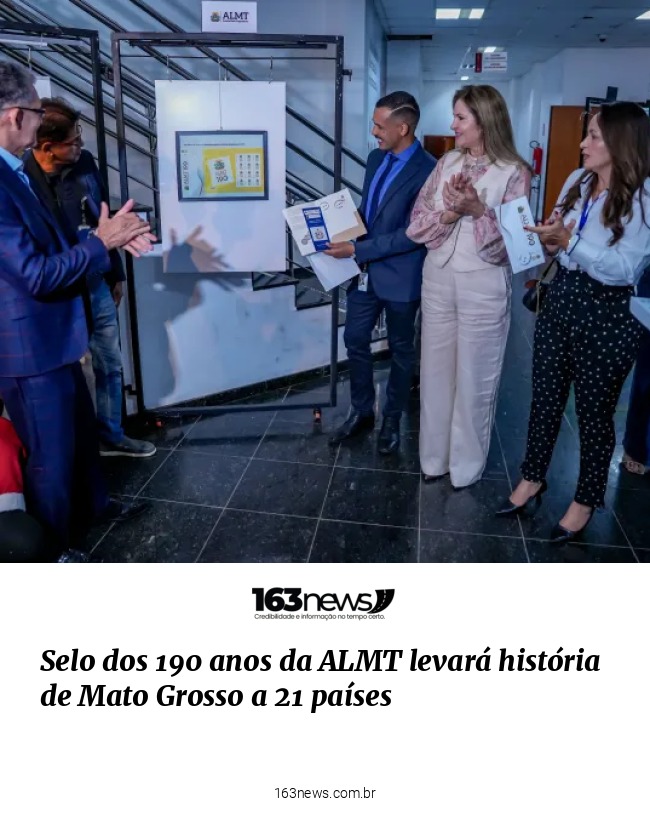 ALMT
163news
Credibilidade e informação no tempo certo.
Selo dos 190 anos da ALMT levará história
de Mato Grosso a 21 países
163news.com.br